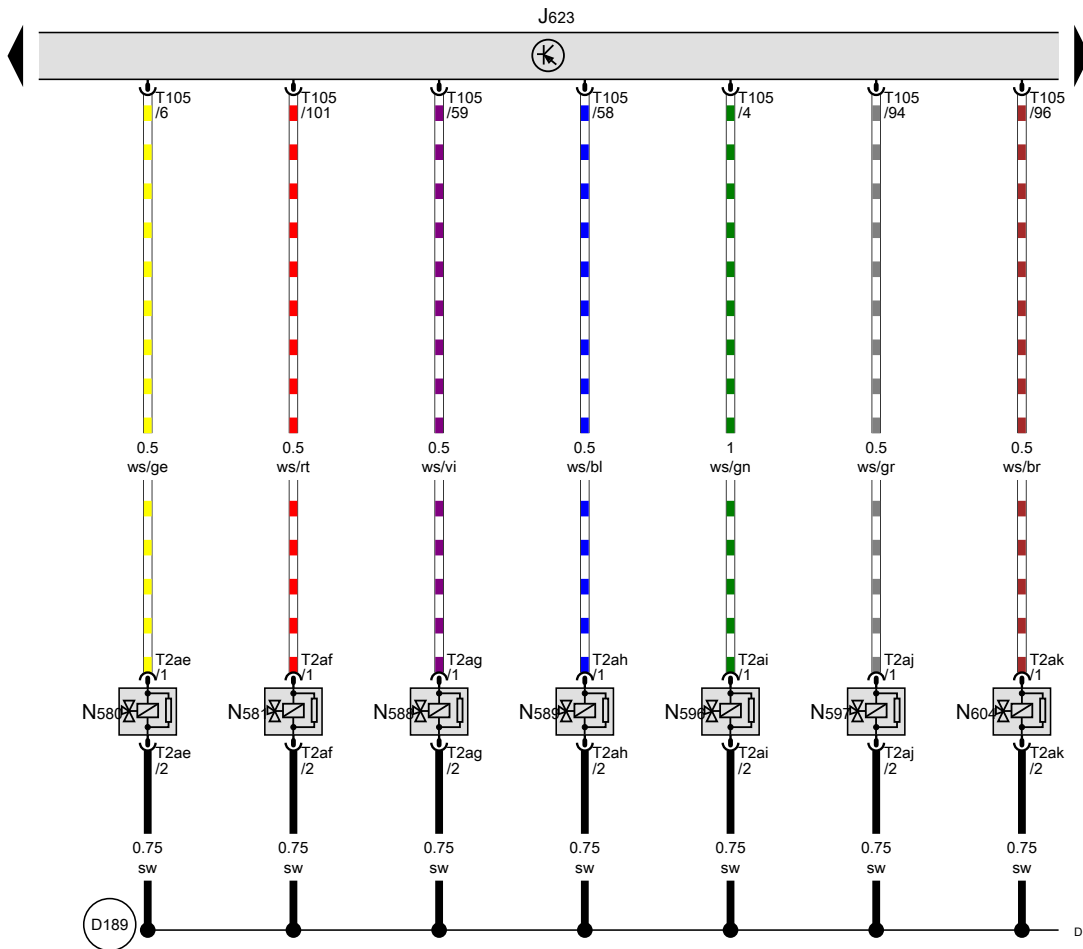 J623
T105 T105 T105 T105 T105 T105 T105
/6 /101 /59 /58 /4 /94 /96
0.5 0.5 0.5 0.5 1 0.5 0.5
ws/ge ws/rt ws/vi ws/bl ws/gn ws/gr ws/br
T2ae T2af T2ag T2ah T2ai T2aj T2ak
/1 /1 /1 /1 /1 /1 /1
N580 N581 N588 N589 N596 N597 N604
T2ae T2af T2ag T2ah T2ai T2aj T2ak
/2 /2 /2 /2 /2 /2 /2
0.75 0.75 0.75 0.75 0.75 0.75 0.75
sw sw sw sw sw sw sw
D189 D